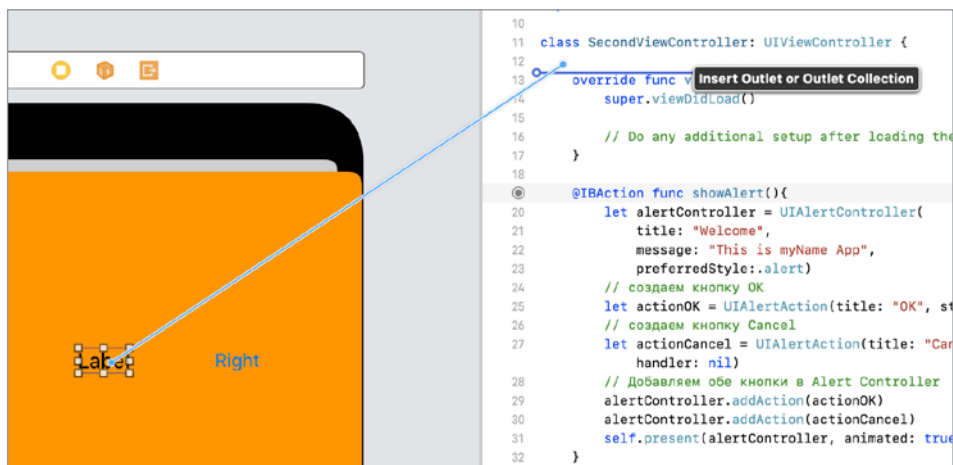 10
11 class SecondViewController: UIViewController {
12
Insert Outlet or Outlet Collection
13 override func v
14 super.viewDidLoad()
15
16 // Do any additional setup after loading the
17 }
18
@IBAction func showAlert(){
20 let alertController = UIAlertController(
21 title: "Welcome",
22 message: "This is myName App",
23 preferredStyle:.alert)
24 // создаем кнопку OK
25 let actionOK = UIAlertAction(title: "OK", st
26 // создаем кнопку Cancel
27 let actionCancel = UIAlertAction(title: "Can
handler: nil)
28 // Добавляем обе кнопки в Alert Controller
29 alertController.addAction(actionOK)
30 alertController.addAction(actionCancel)
31 self.present(alertController, animated: true
32 }
Label
Right